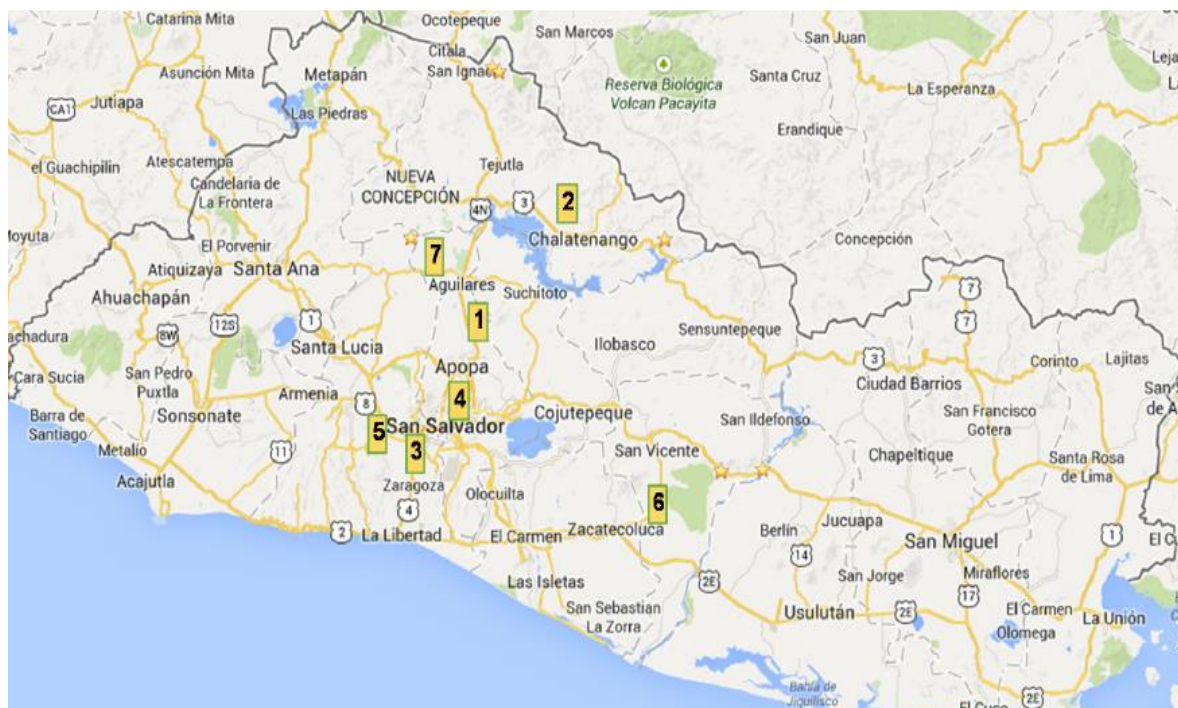 Catarina Mita
Ocotepeque
San Marcos
San Juan
Citala
San Ignac
Asunción Mita
Metapán
Reserva Biológica
Volcan Pacayita
Santa Cruz
La Esperanza
CA1
Jutiapa
Las Piedras
Erandique
el Guachipilin
Atescatempa
Tejutla
Candelaria de
La Frontera
NUEVA
CONCEPCIÓN
4N
3
2
Moyuta
El Porvenir
Chalatenango
Concepción
Atiquizaya
Santa Ana
7
Aguilares
Suchitoto
Ahuachapán
7
7
1
12S
1
8W
Sensuntepeque
Santa Lucia
Ilobasco
3
Corinto
Lajitas
Cara Sucia
San Pedro
Puxtla
Armenia
Apopa
Ciudad Barrios
8
4
Barra de
Santiago
Sonsonate
San Salvador
Cojutepeque
San Ildefonso
San Francisco
Gotera
5
3
Metalío
11
San Vicente
Chapeltique
Santa Rosa
de Lima
Acajutla
Zaragoza
Olocuilta
4
6
2
La Libertad
El Carmen
Zacatecoluca
Berlín
Jucuapa
San Miguel
1
14
Las Isletas
2E
San Jorge
Miraflores
17
San Sebastian
La Zorra
Usulután
2E
El Carmen
La Unión
Olomega
Bahía de
Jiquilisco
2E